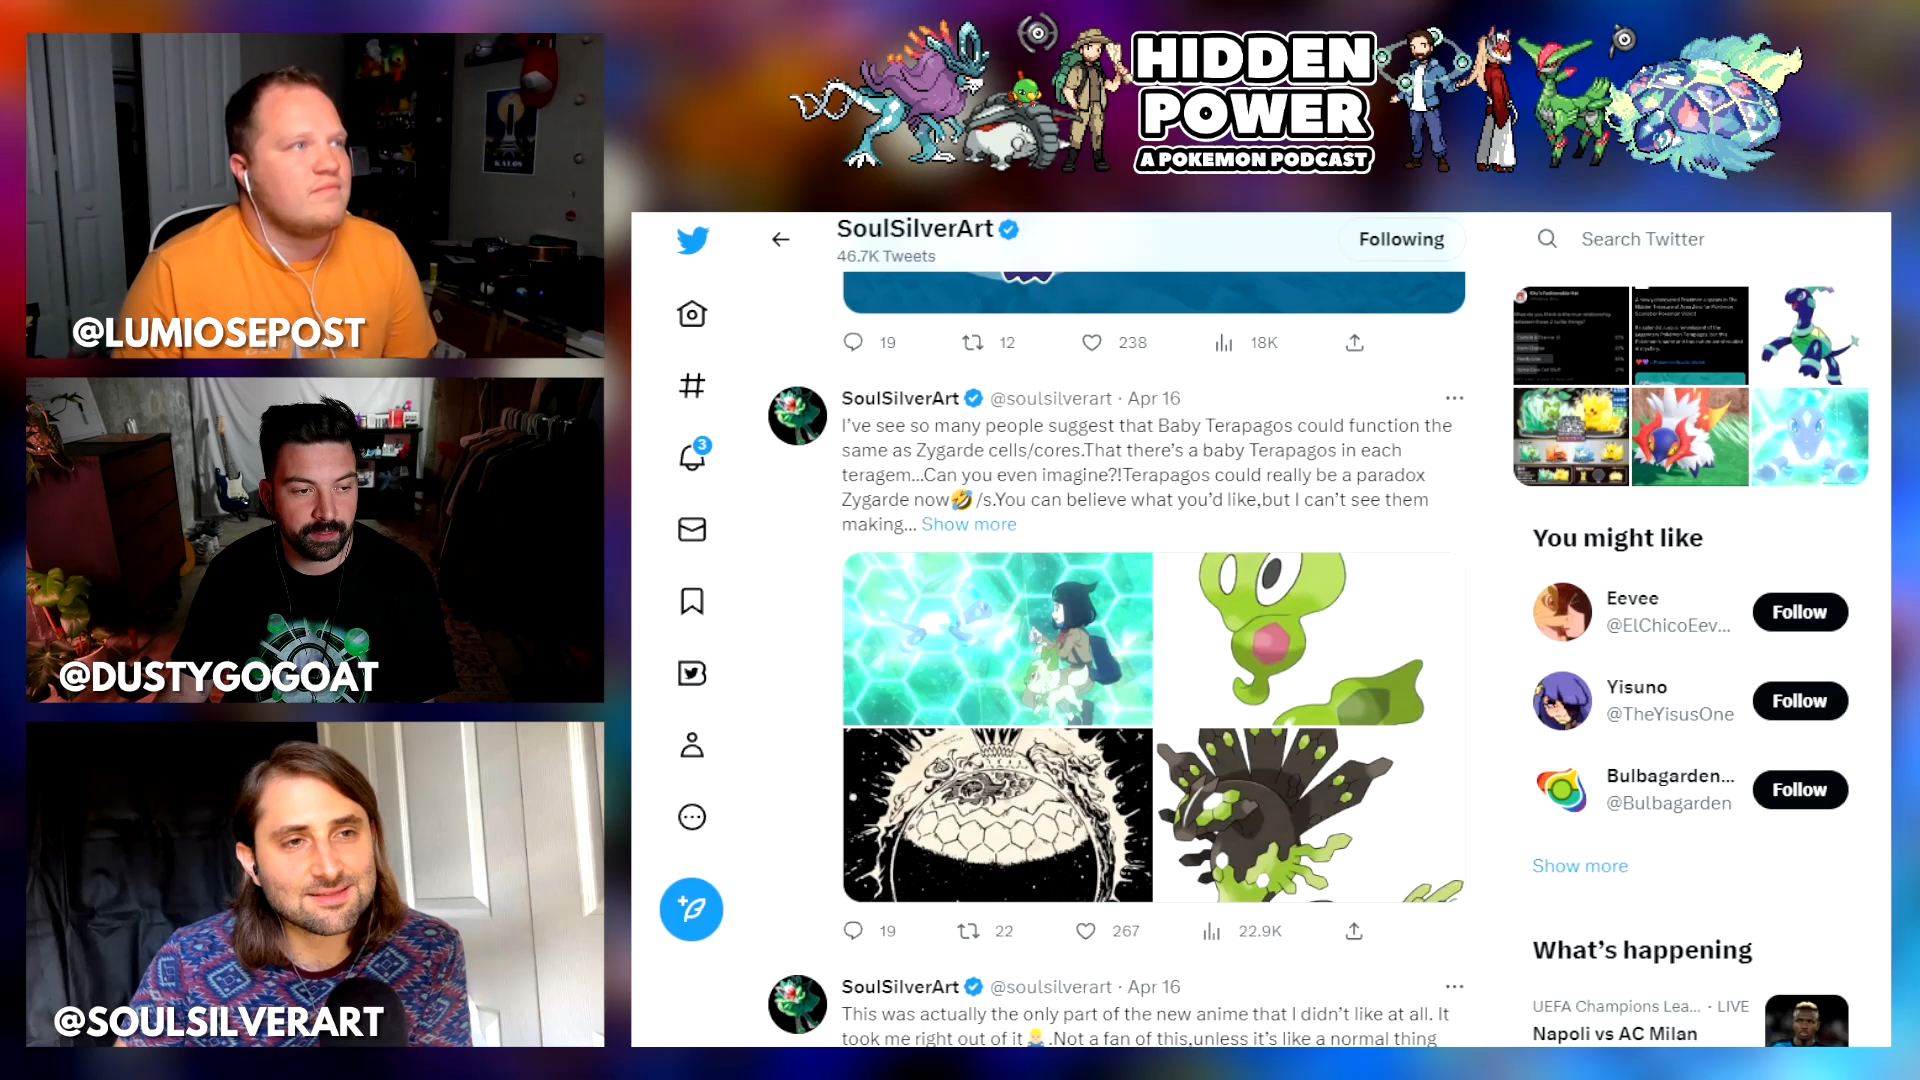 HIDDEN
POWER
A POKEMON PODCAST
KALOS
@LUMIOSEPOST
@DUSTYGOGOAT
@SOULSILVERART
SoulSilverArt
46.7K Tweets
Following
Search Twitter
19 12 238 18K
3
SoulSilverArt @soulsilverart · Apr 16
I've see so many people suggest that Baby Terapagos could function the
same as Zygarde cells/cores.That there's a baby Terapagos in each
teragem...Can you even imagine?!Terapagos could really be a paradox
Zygarde now🤣/s.You can believe what you'd like,but I can't see them
making... Show more
19 22 267 22.9K
SoulSilverArt @soulsilverart · Apr 16
This was actually the only part of the new anime that I didn't like at all. It
took me right out of it .Not a fan of this,unless it's like a normal thing
You might like
Eevee
@ElChicoEev...
Follow
Yisuno
@TheYisusOne
Follow
Bulbagarden...
@Bulbagarden
Follow
Show more
What's happening
UEFA Champions Lea... · LIVE
Napoli vs AC Milan